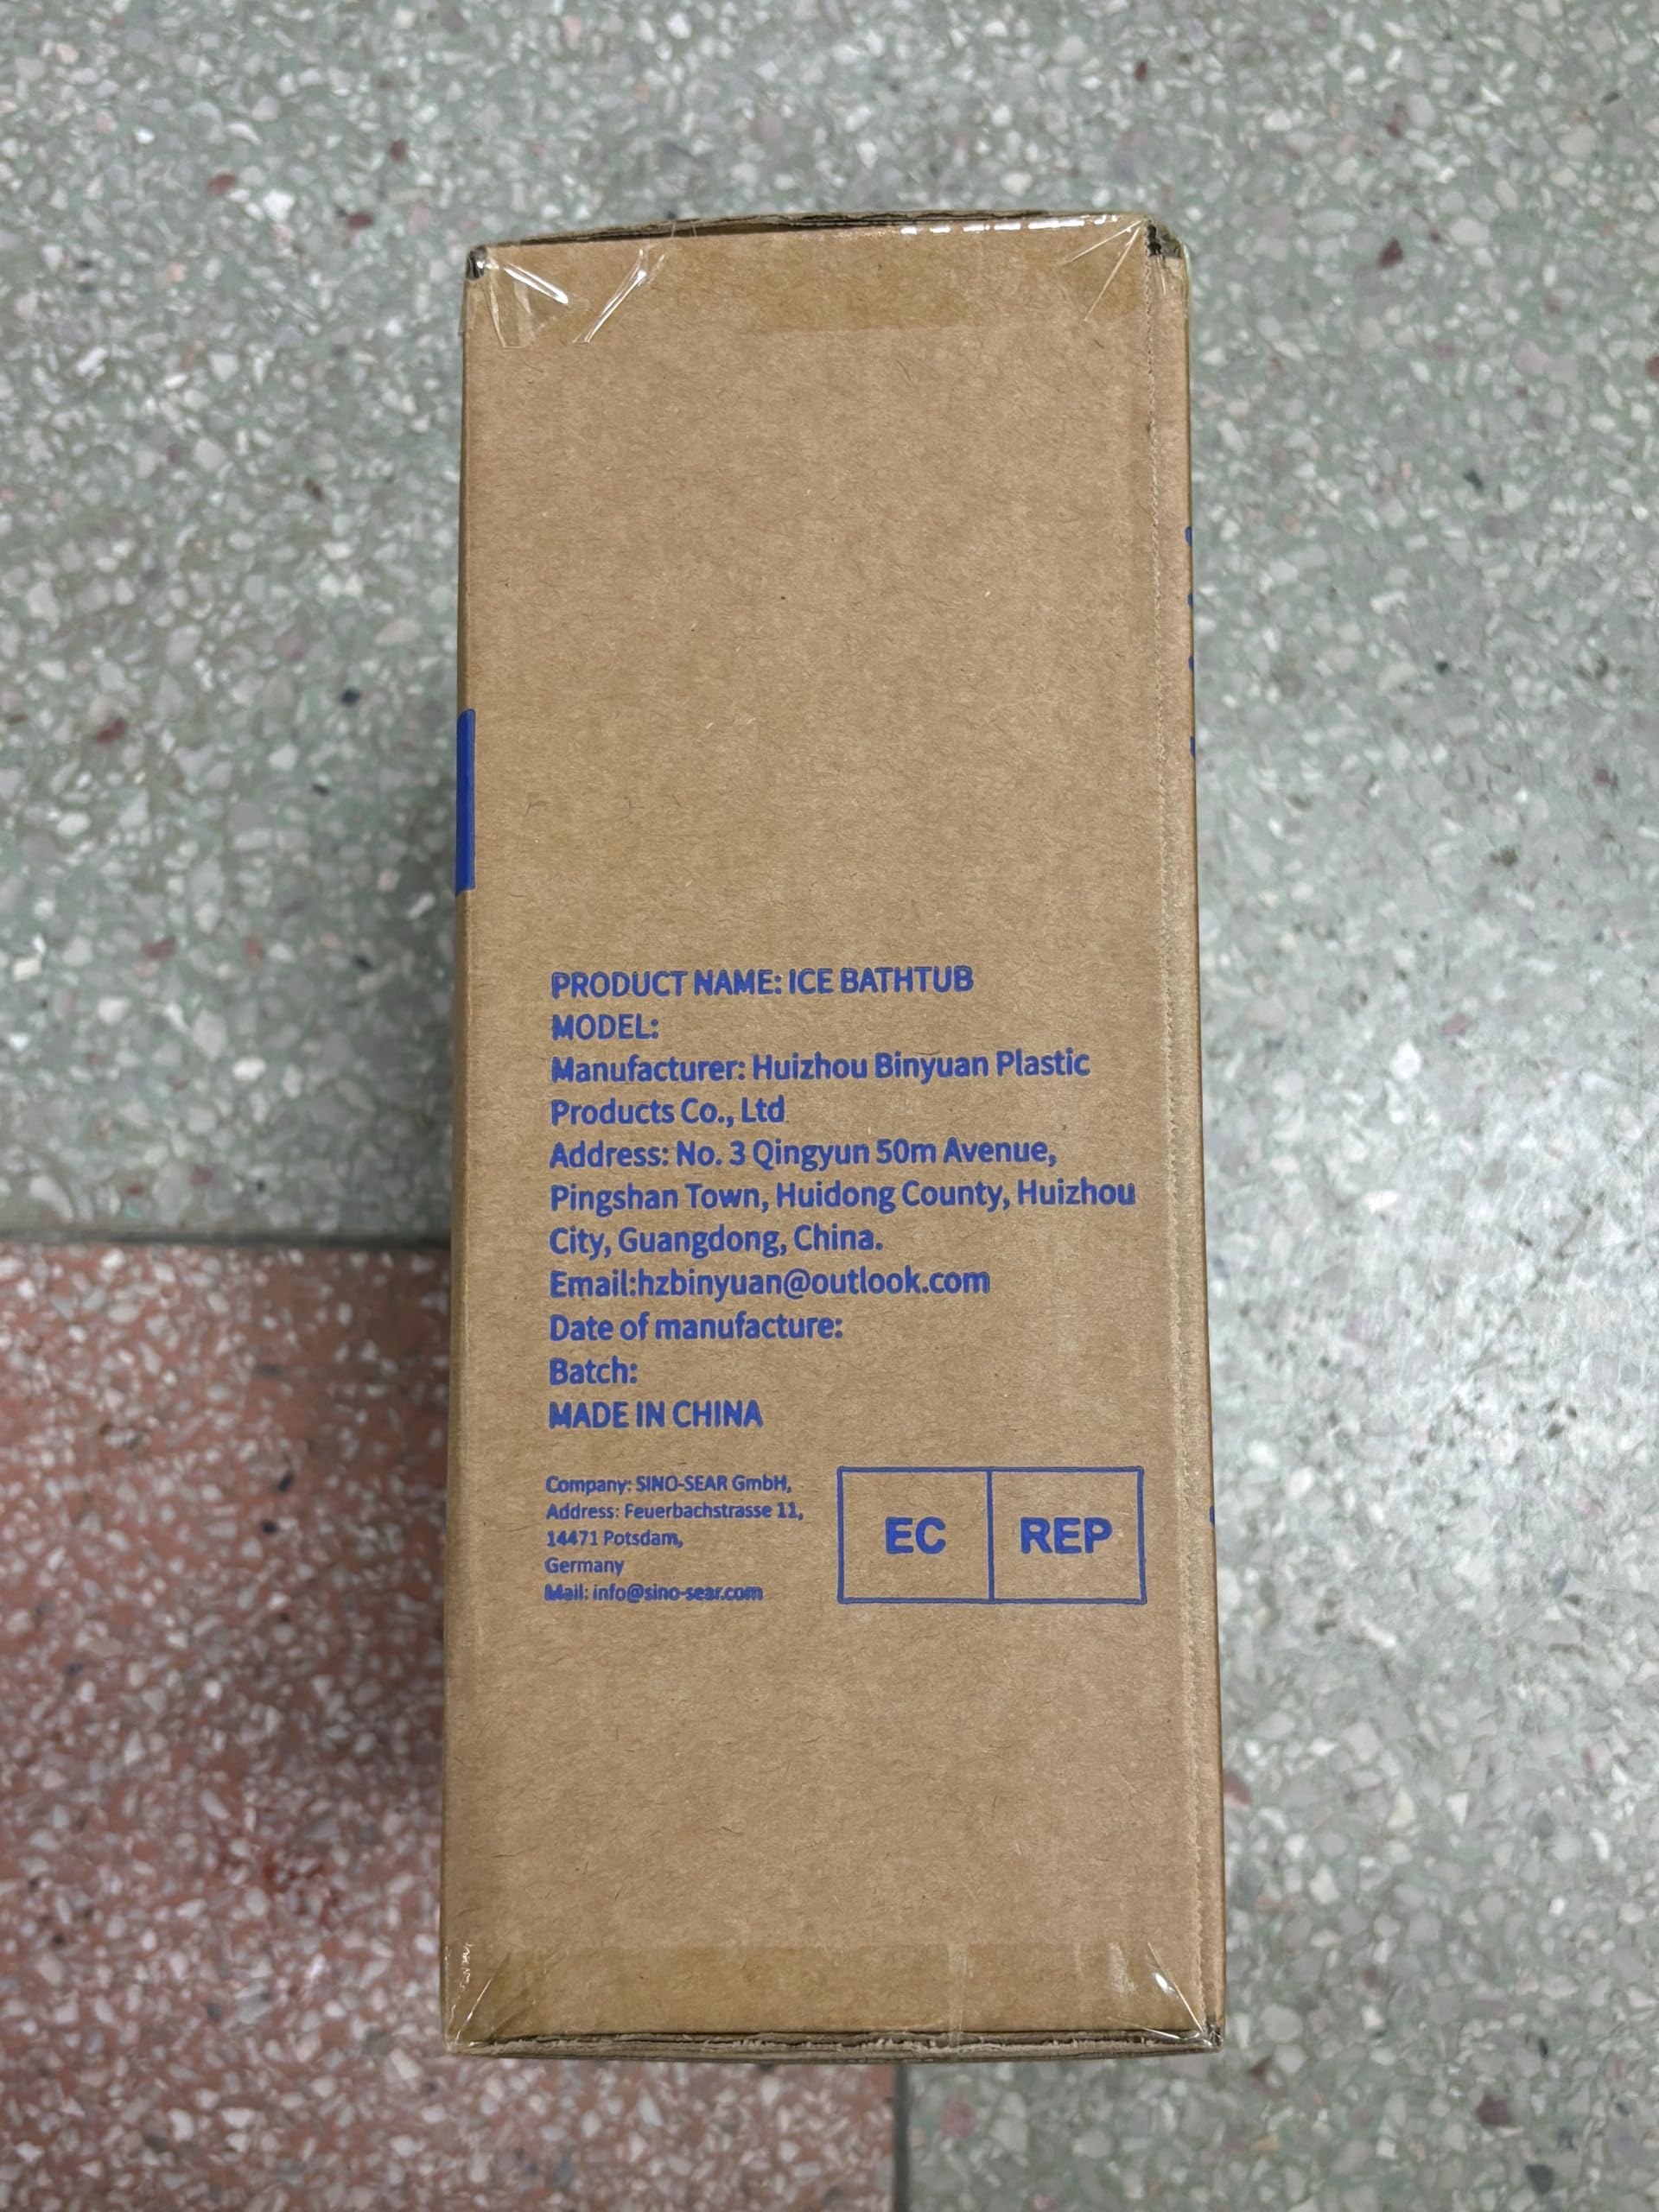 PRODUCT NAME: ICE BATHTUB
MODEL:
Manufacturer: Huizhou Binyuan Plastic
Products Co., Ltd
Address: No. 3 Qingyun 50m Avenue,
Pingshan Town, Huidong County, Huizhou
City, Guangdong, China.
Email:hzbinyuan@outlook.com
Date of manufacture:
Batch:
MADE IN CHINA
Company: SINO-SEAR GmbH,
Address: Feuerbachstrasse 11,
14471 Potsdam,
Germany
Mail: info@sino-sear.com
EC REP